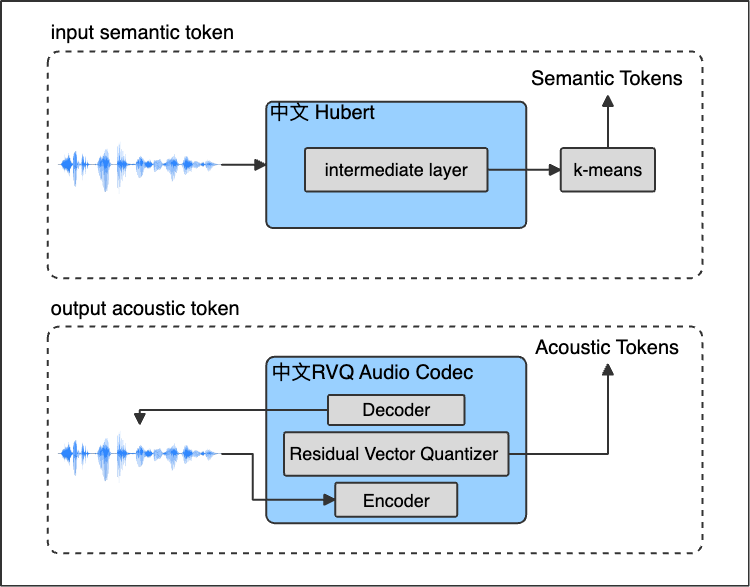 input semantic token
Semantic Tokens
中文 Hubert
intermediate layer
k-means
output acoustic token
Acoustic Tokens
中文RVQ Audio Codec
Decoder
Residual Vector Quantizer
Encoder